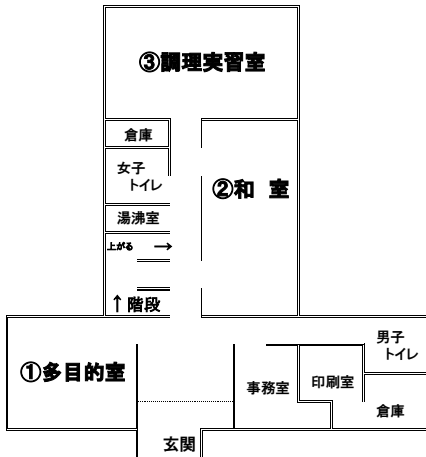 ③調理実習室
倉庫
女子
トイレ
②和 室
湯沸室
上がる →
↑階段
男子
トイレ
①多目的室
事務室
印刷室
倉庫
玄関